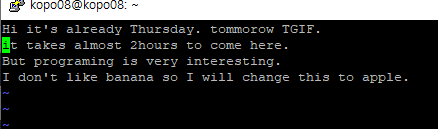 kopo08@kopo08: ~
Hi it's already Thursday. tommorow TGIF.
it takes almost 2hours to come here.
But programing is very interesting.
I don't like banana so I will change this to apple.
~
~
~